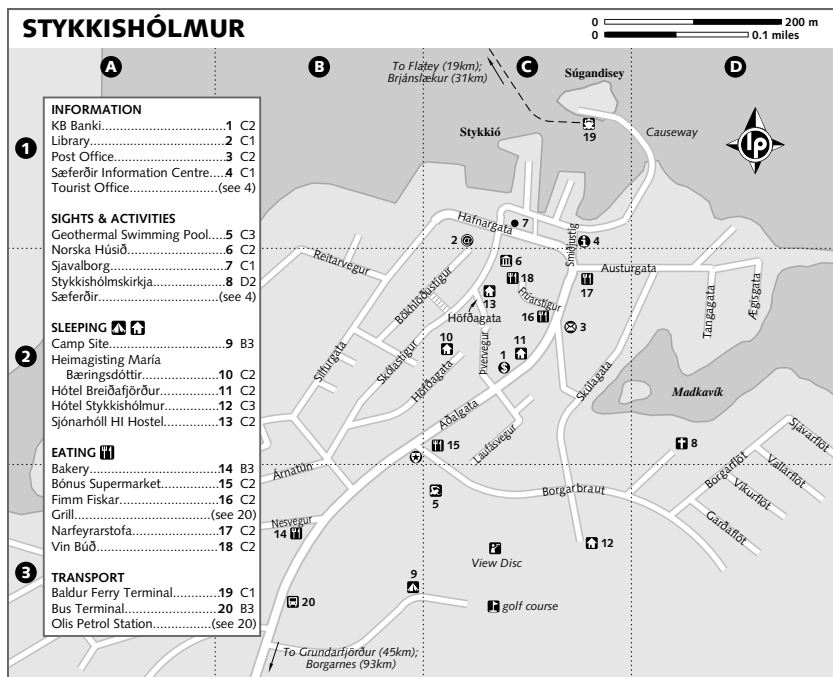 STYKKISHÓLMUR
0 200 m
0 0.1 miles
A B C D
1
2
3
INFORMATION
KB Banki.................................1 C2
Library...................................2 C1
Post Office.............................3 C2
Sæferðir Information Centre....4 C1
Tourist Office.......................(see 4)
SIGHTS & ACTIVITIES
Geothermal Swimming Pool....5 C3
Norska Húsið.........................6 C2
Sjavalborg..............................7 C1
Stykkishólmskirkja..................8 D2
Sæferðir..............................(see 4)
SLEEPING
Camp Site..............................9 B3
Heimagisting María
Bæringsdóttir.....................10 C2
Hótel Breiðafjörður...............11 C2
Hótel Stykkishólmur..............12 C3
Sjónarhóll HI Hostel..............13 C2
EATING
Bakery.................................14 B3
Bónus Supermarket...............15 C2
Fimm Fiskar..........................16 C2
Grill...................................(see 20)
Narfeyrarstofa......................17 C2
Vin Búð...............................18 C2
TRANSPORT
Baldur Ferry Terminal............19 C1
Bus Terminal.........................20 B3
Olis Petrol Station...............(see 20)
To Flatey (19km);
Brjánslækur (31km)
Súgandisey
19
Causeway
lp
Stykkió
Hafnargata
7
Smiðjustíg
2 @
4
Reitarvegur
6
18
Austurgata
17
Bókhlöðustígur
13
Frúarstígur
Höfðagata
16
3
Tangagata
Ægisgata
Silfurgata
Skólastígur
10
Höfðagata
Þvervegur
11
1
$
Skúlagata
Madkavík
Aðalgata
Laufásvegur
15
8
Sjávarflöt
Vallarflöt
Borgarflöt
Víkurflöt
Garðaflöt
Árnatún
Borgarbraut
5
Nesvegur
14
12
View Disc
9
20
golf course
To Grundarfjörður (45km);
Borgarnes (93km)